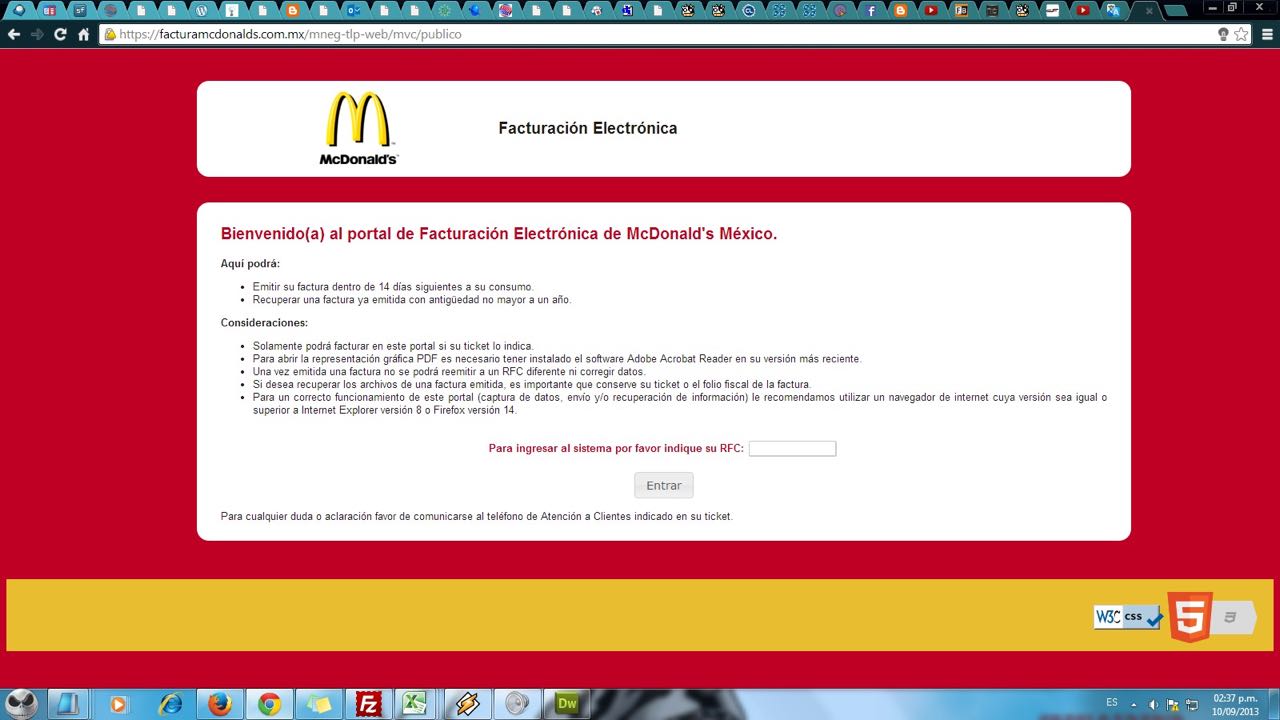 https://facturamcdonalds.com.mx/mneg-tlp-web/mvc/publico
McDonald's™
Facturación Electrónica
Bienvenido(a) al portal de Facturación Electrónica de McDonald's México.
Aquí podrá:
• Emitir su factura dentro de 14 días siguientes a su consumo.
• Recuperar una factura ya emitida con antigüedad no mayor a un año.
Consideraciones:
• Solamente podrá facturar en este portal si su ticket lo indica.
• Para abrir la representación gráfica PDF es necesario tener instalado el software Adobe Acrobat Reader en su versión más reciente.
• Una vez emitida una factura no se podrá reemitir a un RFC diferente ni corregir datos.
• Si desea recuperar los archivos de una factura emitida, es importante que conserve su ticket o el folio fiscal de la factura.
• Para un correcto funcionamiento de este portal (captura de datos, envío y/o recuperación de información) le recomendamos utilizar un navegador de internet cuya versión sea igual o
superior a Internet Explorer versión 8 o Firefox versión 14.
Para ingresar al sistema por favor indique su RFC:
Entrar
Para cualquier duda o aclaración favor de comunicarse al teléfono de Atención a Clientes indicado en su ticket.
W3C css
5
3
Fz
Dw
ES
02:37 p.m.
10/09/2013